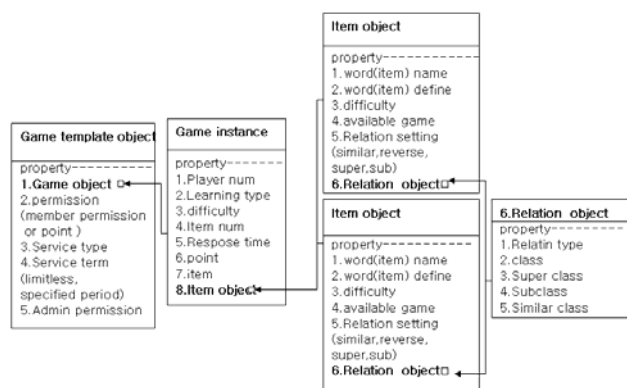 Item object
property
1.word(item) name
2.word(item) define
3.difficulty
4.available game
5.Relation setting
(similar,reverse,
super,sub)
6.Relation object
Game template object
property
1.Game object
2.permission
(member permission
or point )
3.Service type
4.Service term
(limitless,
specified period)
5.Admin permission
Game instance
property
1.Player num
2.Learning type
3.difficulty
4.Item num
5.Respose time
6.point
7.item
8.Item object
Item object
property
1.word(item) name
2.word(item) define
3.difficulty
4.available game
5.Relation setting
(similar,reverse,
super,sub)
6.Relation object
6.Relation object
property
1.Relatin type
2.class
3.Super class
4.Subclass
5.Similar class